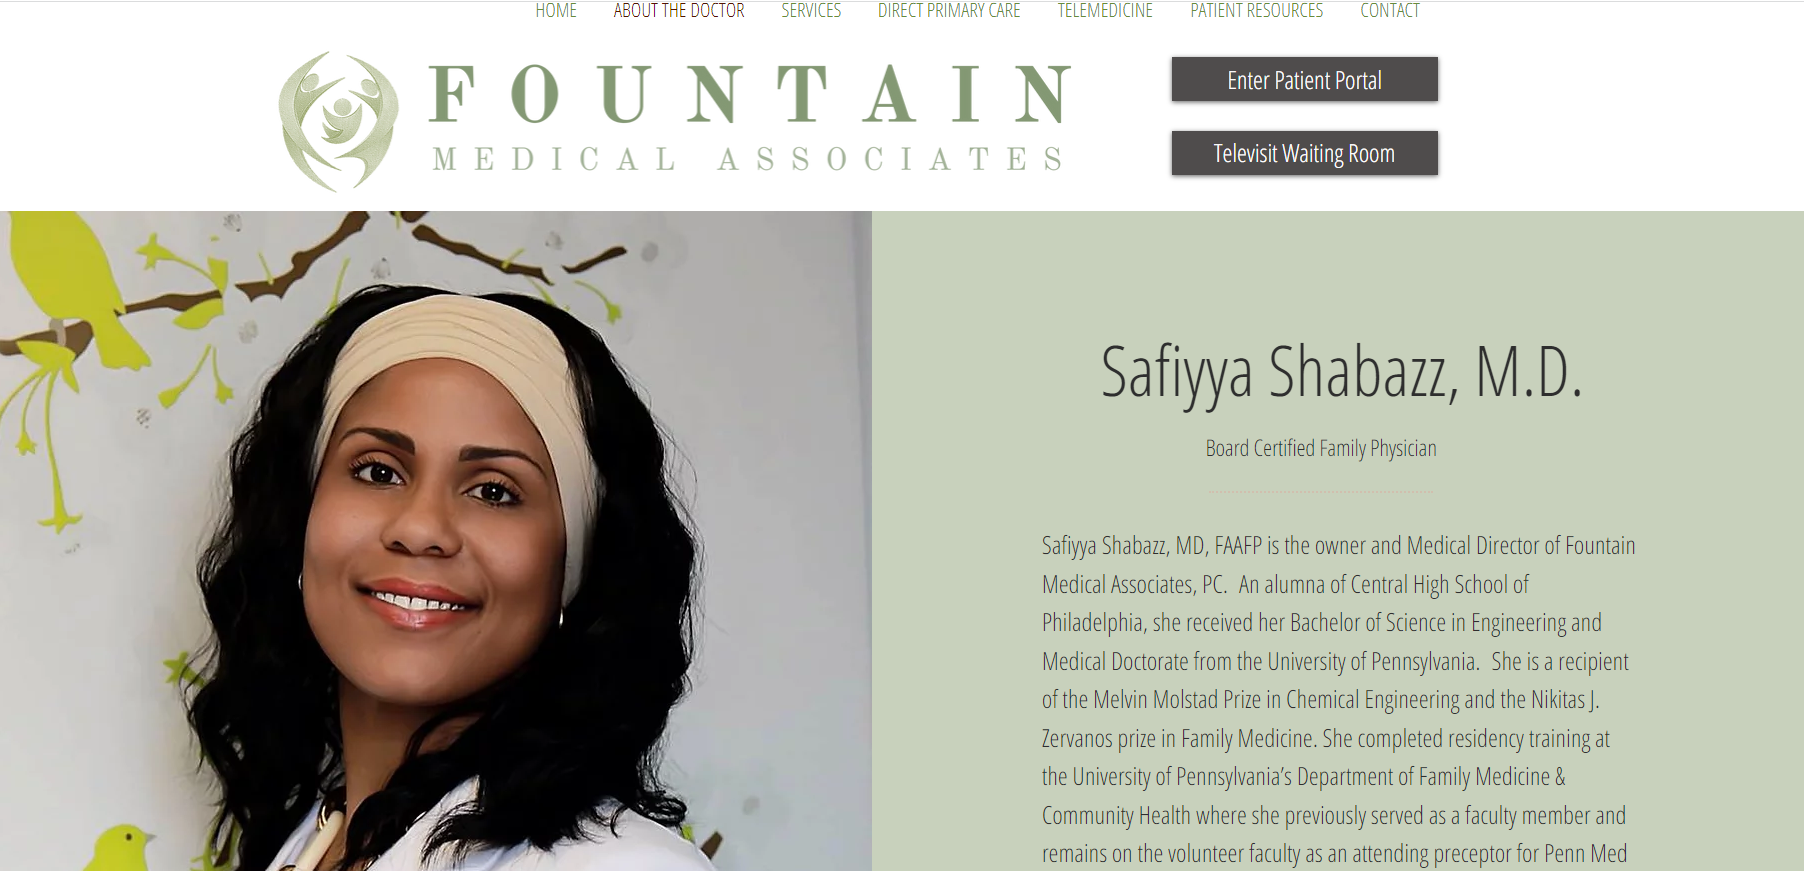 HOME ABOUT THE DOCTOR SERVICES DIRECT PRIMARY CARE TELEMEDICINE PATIENT RESOURCES CONTACT
FOUNTAIN
MEDICAL ASSOCIATES
Enter Patient Portal
Televisit Waiting Room
Safiyya Shabazz, M.D.
Board Certified Family Physician
Safiyya Shabazz, MD, FAAFP is the owner and Medical Director of Fountain
Medical Associates, PC.  An alumna of Central High School of
Philadelphia, she received her Bachelor of Science in Engineering and
Medical Doctorate from the University of Pennsylvania.  She is a recipient
of the Melvin Molstad Prize in Chemical Engineering and the Nikitas J.
Zervanos prize in Family Medicine. She completed residency training at
the University of Pennsylvania’s Department of Family Medicine &
Community Health where she previously served as a faculty member and
remains on the volunteer faculty as an attending preceptor for Penn Med